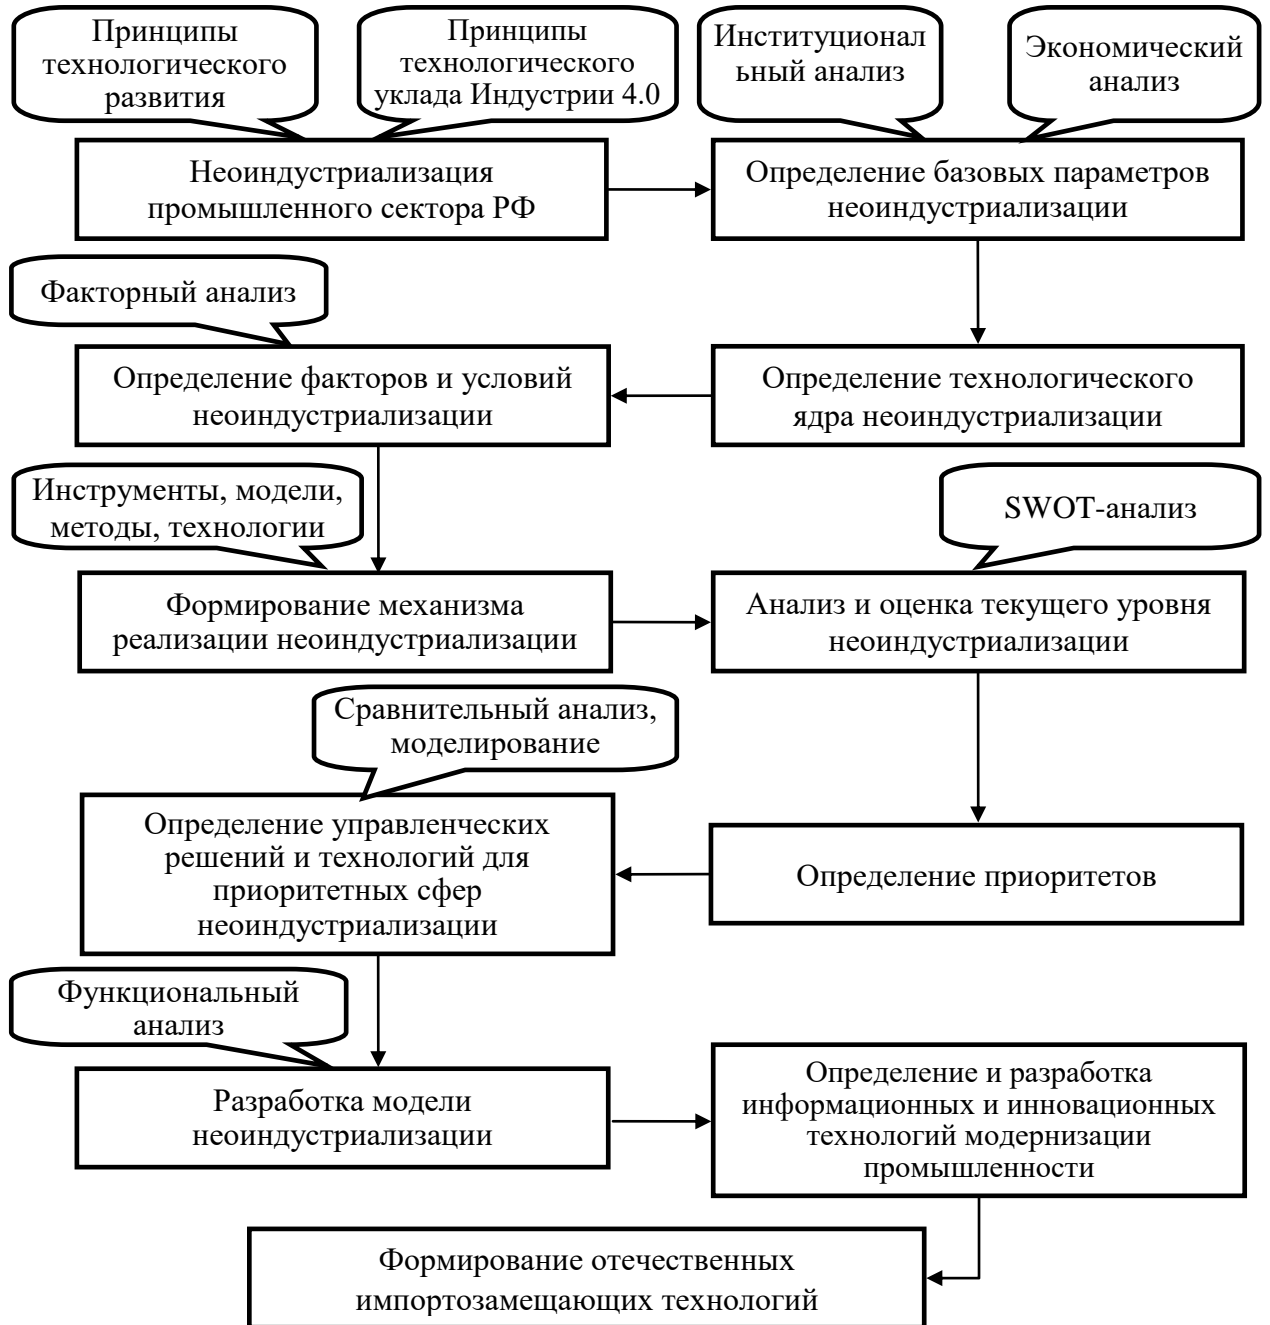 Принципы
технологического
развития
Принципы
технологического
уклада Индустрии 4.0
Институционал
ьный анализ
Экономический
анализ
Неоиндустриализация
промышленного сектора РФ
Определение базовых параметров
неоиндустриализации
Факторный анализ
Определение факторов и условий
неоиндустриализации
Определение технологического
ядра неоиндустриализации
Инструменты, модели,
методы, технологии
SWOT-анализ
Формирование механизма
реализации неоиндустриализации
Анализ и оценка текущего уровня
неоиндустриализации
Сравнительный анализ,
моделирование
Определение управленческих
решений и технологий для
приоритетных сфер
неоиндустриализации
Определение приоритетов
Функциональный
анализ
Разработка модели
неоиндустриализации
Определение и разработка
информационных и инновационных
технологий модернизации
промышленности
Формирование отечественных
импортозамещающих технологий